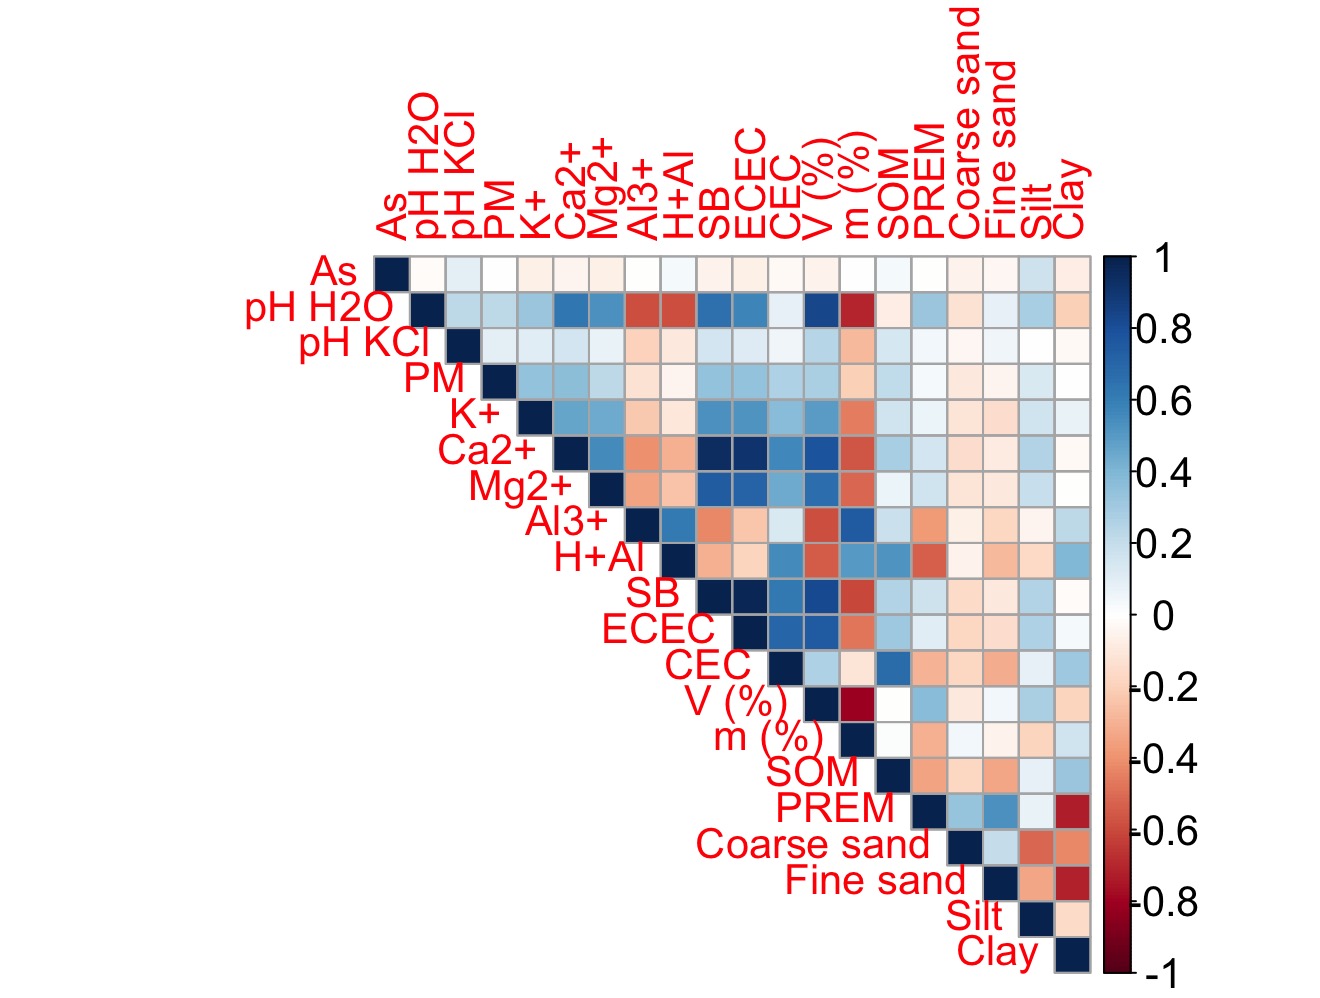 As
pH H2O
pH KCl
PM
K+
Ca2+
Mg2+
Al3+
H+Al
SB
ECEC
CEC
V (%)
m (%)
SOM
PREM
Coarse sand
Fine sand
Silt
Clay
As
pH H2O
pH KCl
PM
K+
Ca2+
Mg2+
Al3+
H+Al
SB
ECEC
CEC
V (%)
m (%)
SOM
PREM
Coarse sand
Fine sand
Silt
Clay
1
0.8
0.6
0.4
0.2
0
-0.2
-0.4
-0.6
-0.8
-1